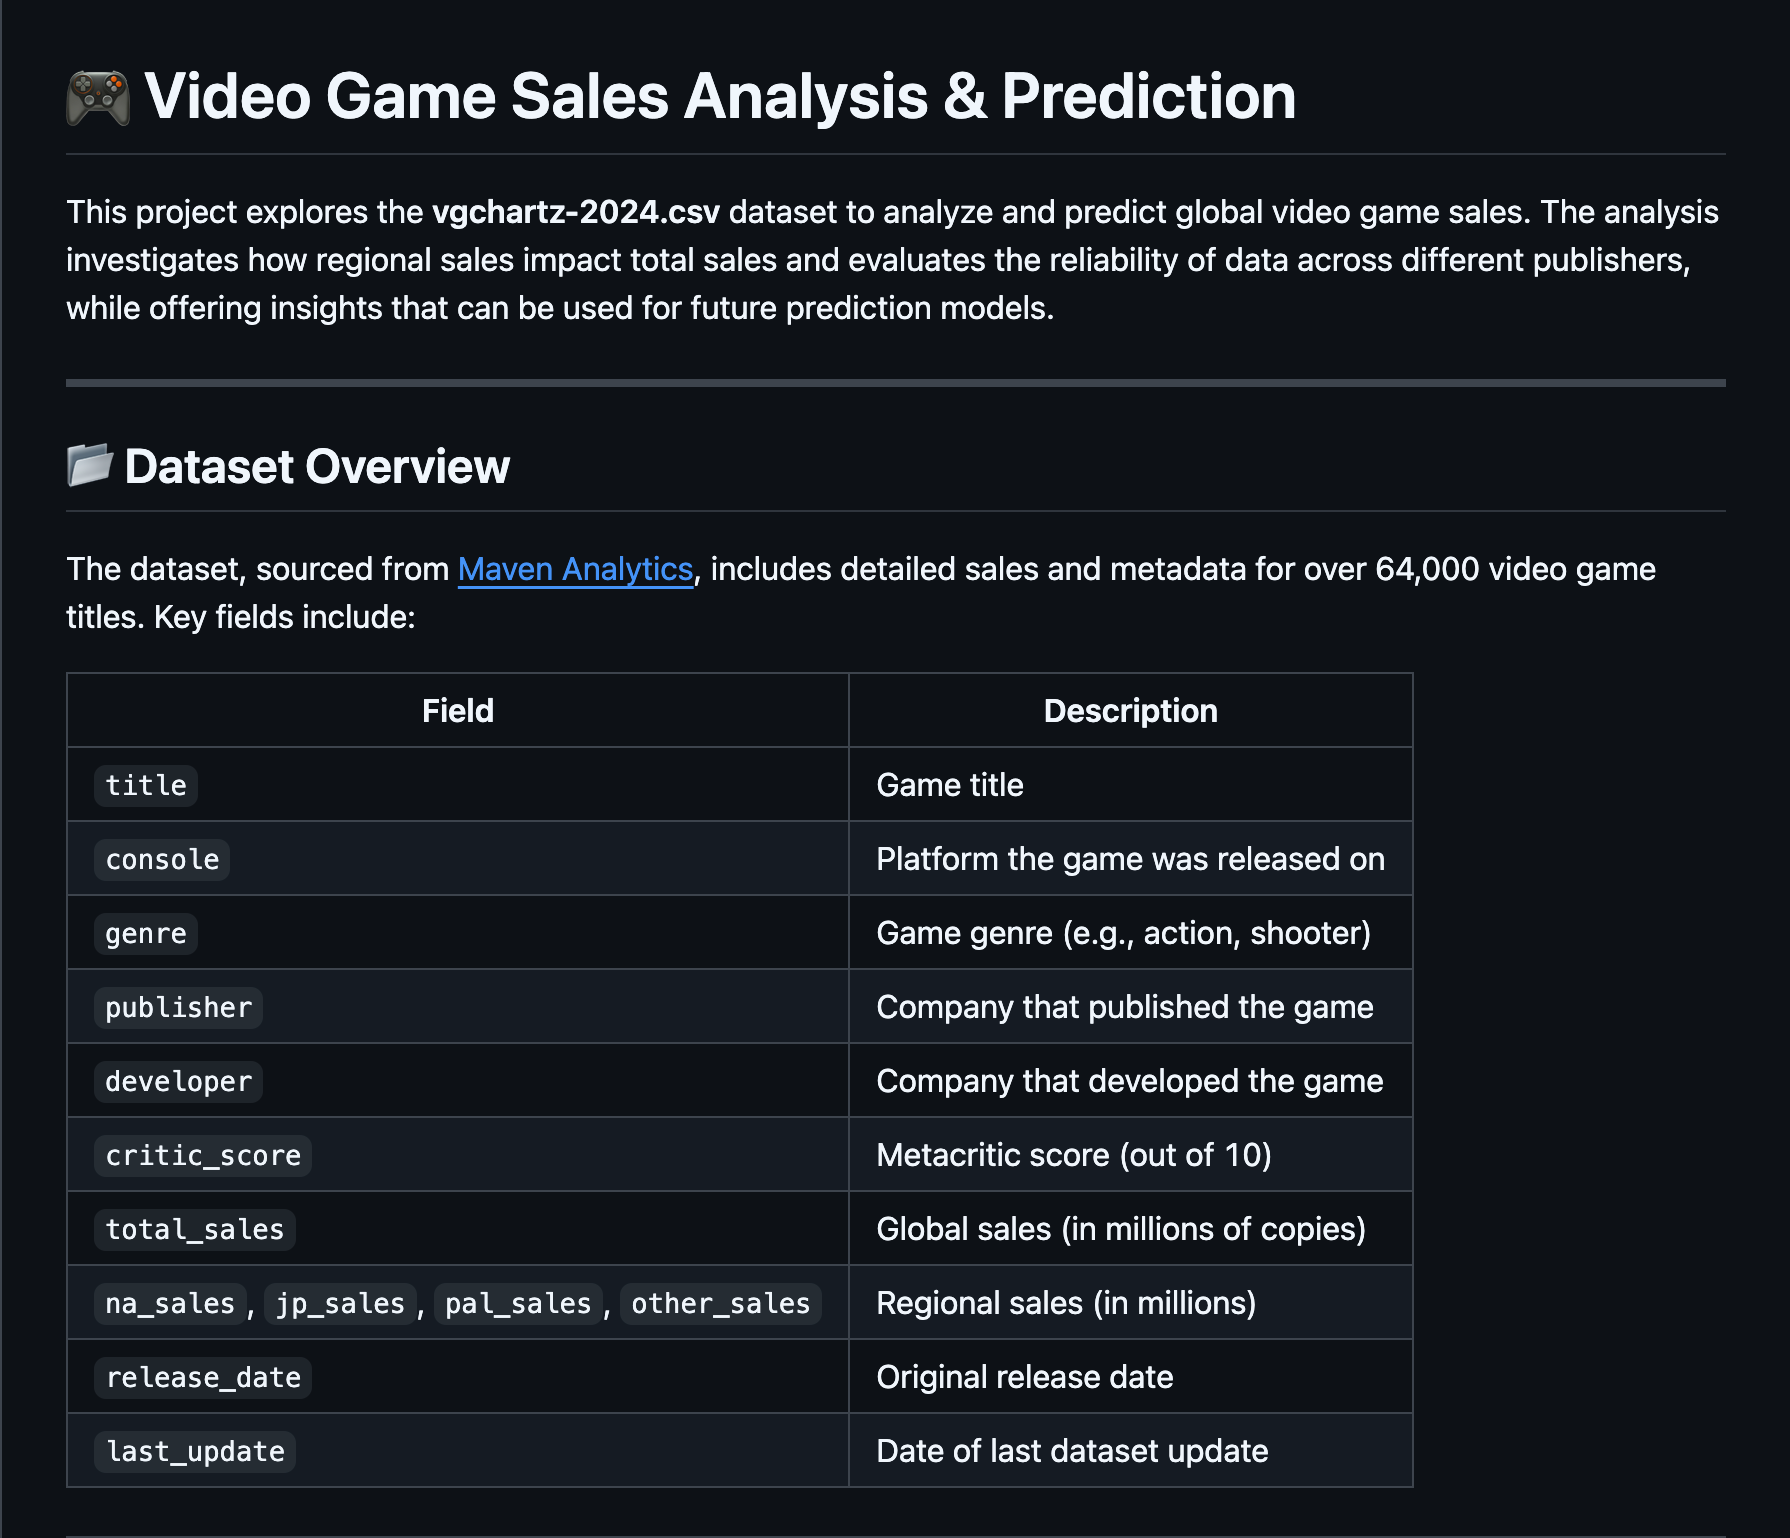 🎮 Video Game Sales Analysis & Prediction
This project explores the vgchartz-2024.csv dataset to analyze and predict global video game sales. The analysis
investigates how regional sales impact total sales and evaluates the reliability of data across different publishers,
while offering insights that can be used for future prediction models.
📁 Dataset Overview
The dataset, sourced from Maven Analytics, includes detailed sales and metadata for over 64,000 video game
titles. Key fields include:
Field Description
title Game title
console Platform the game was released on
genre Game genre (e.g., action, shooter)
publisher Company that published the game
developer Company that developed the game
critic_score Metacritic score (out of 10)
total_sales Global sales (in millions of copies)
na_sales, jp_sales, pal_sales, other_sales Regional sales (in millions)
release_date Original release date
last_update Date of last dataset update